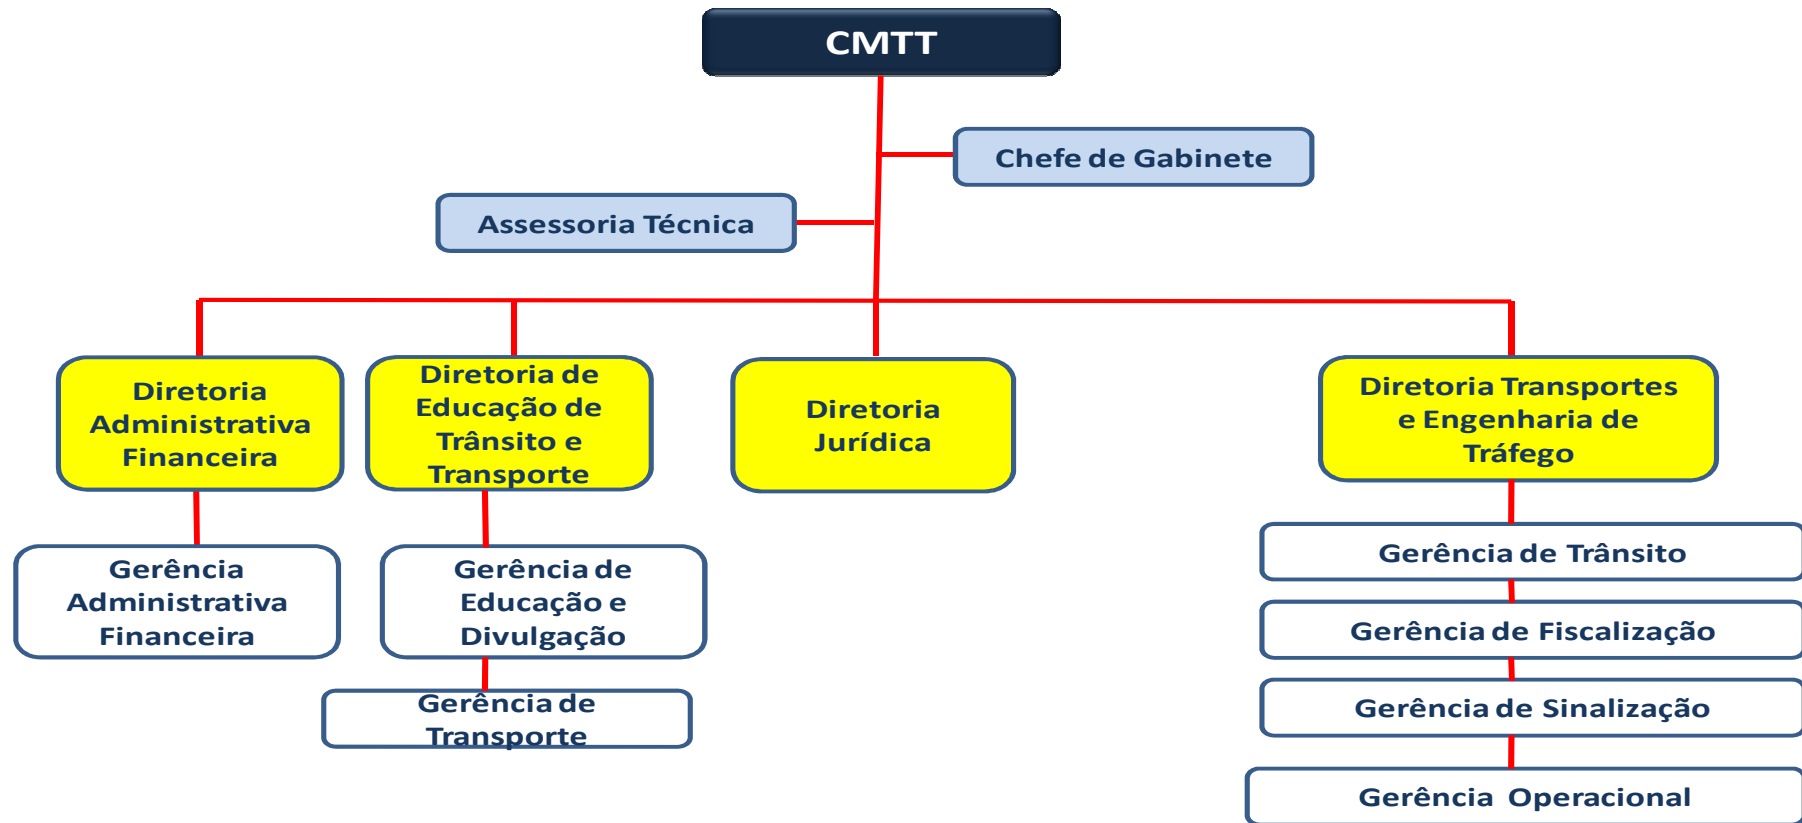 CMTT
Chefe de Gabinete
Assessoria Técnica
Diretoria
Administrativa
Financeira
Diretoria de
Educação de
Trânsito e
Transporte
Diretoria
Jurídica
Diretoria Transportes
e Engenharia de
Tráfego
Gerência
Administrativa
Financeira
Gerência de
Educação e
Divulgação
Gerência de
Transporte
Gerência de Trânsito
Gerência de Fiscalização
Gerência de Sinalização
Gerência Operacional